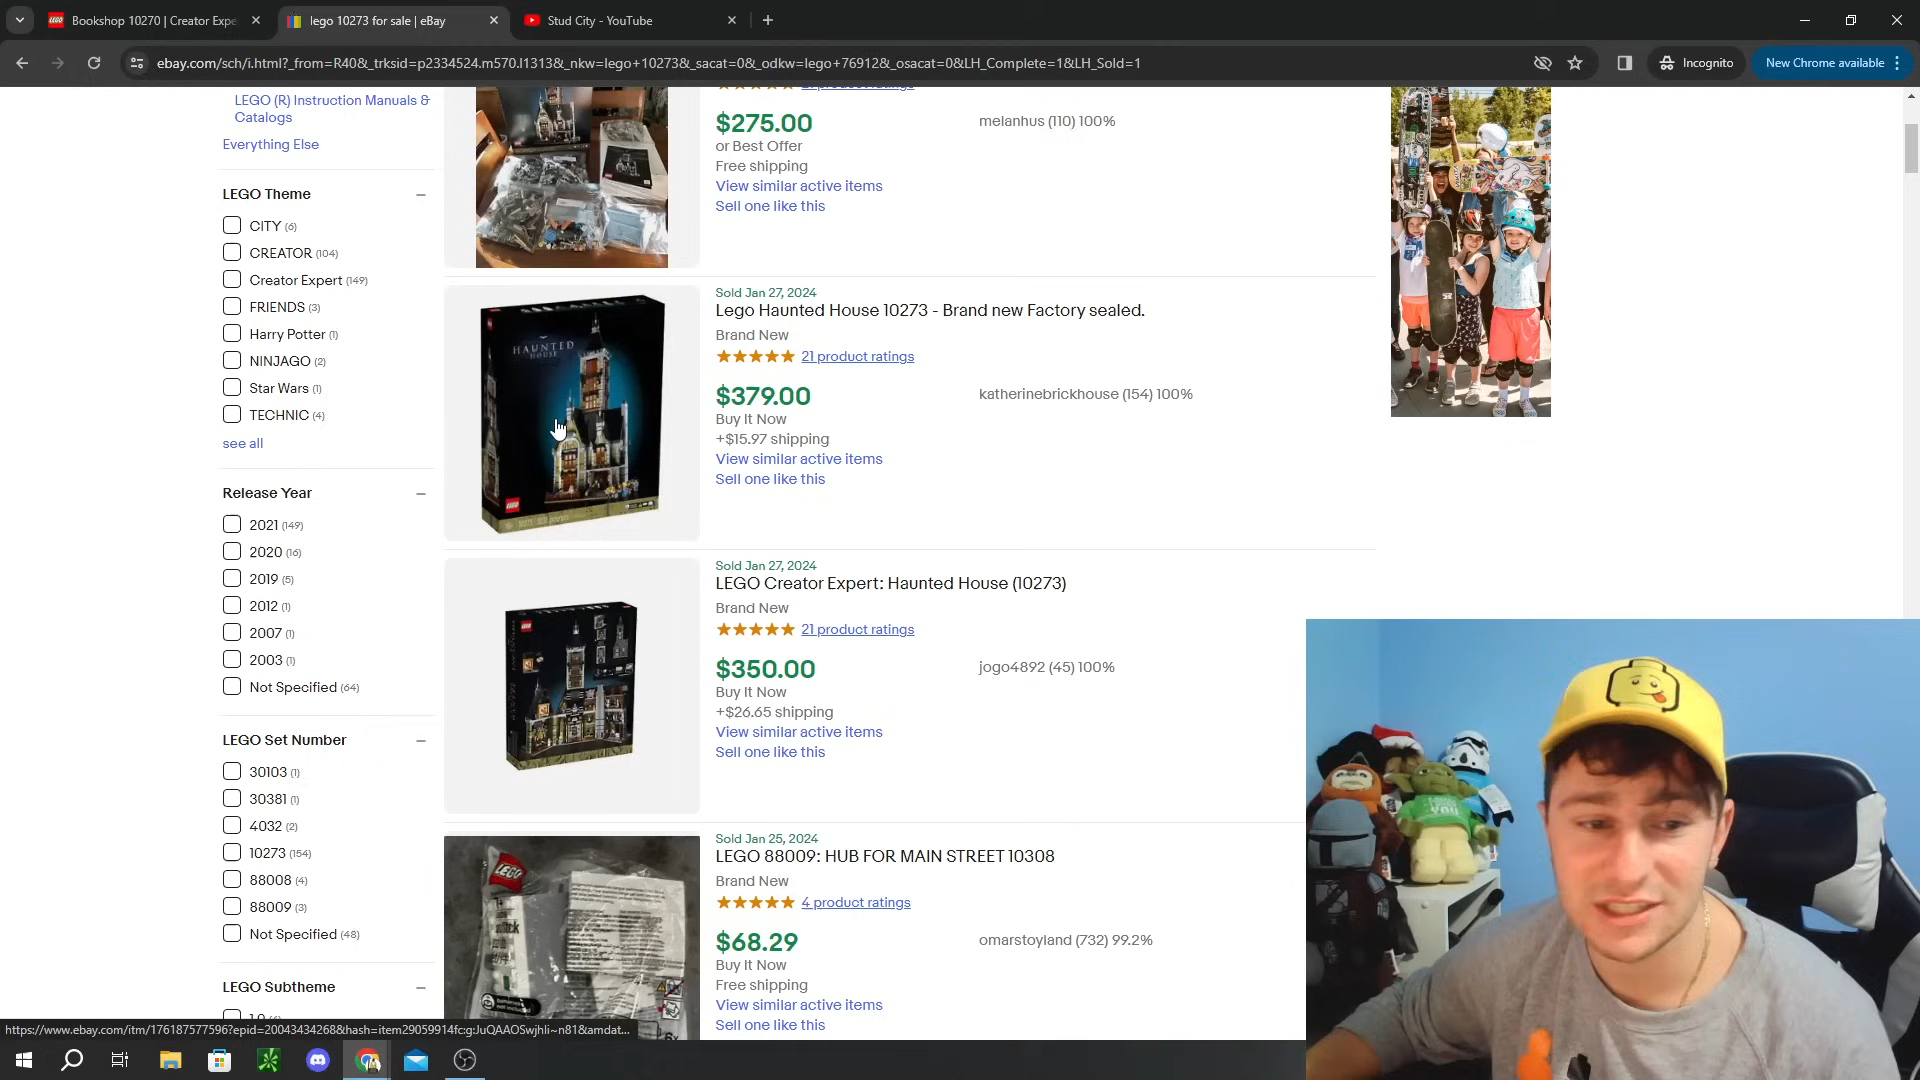 Bookshop 10270 | Creator Expe
lego 10273 for sale | eBay
Stud City - YouTube
ebay.com/sch/i.html?_from=R40&_trksid=p2334524.m570.l1313&_nkw=lego+10273&_sacat=0&_odkw=lego+76912&_osacat=0&LH_Complete=1&LH_Sold=1
Incognito
New Chrome available
LEGO (R) Instruction Manuals &
Catalogs
Everything Else
LEGO Theme
CITY (6)
CREATOR (104)
Creator Expert (149)
FRIENDS (3)
Harry Potter (1)
NINJAGO (2)
Star Wars (1)
TECHNIC (4)
see all
Release Year
2021 (149)
2020 (16)
2019 (5)
2012 (1)
2007 (1)
2003 (1)
Not Specified (64)
LEGO Set Number
30103 (1)
30381 (1)
4032 (2)
10273 (154)
88008 (4)
88009 (3)
Not Specified (48)
LEGO Subtheme
$275.00
melanhus (110) 100%
or Best Offer
Free shipping
View similar active items
Sell one like this
HAUNTED
HOUSE
Sold Jan 27, 2024
Lego Haunted House 10273 - Brand new Factory sealed.
Brand New
21 product ratings
$379.00
katherinebrickhouse (154) 100%
Buy It Now
+$15.97 shipping
View similar active items
Sell one like this
Sold Jan 27, 2024
LEGO Creator Expert: Haunted House (10273)
Brand New
21 product ratings
$350.00
jogo4892 (45) 100%
Buy It Now
+$26.65 shipping
View similar active items
Sell one like this
LEGO
Sold Jan 25, 2024
LEGO 88009: HUB FOR MAIN STREET 10308
Brand New
4 product ratings
$68.29
omarstoyland (732) 99.2%
Buy It Now
Free shipping
View similar active items
Sell one like this
https://www.ebay.com/itm/176187577596?epid=20043434268&hash=item29059914fc:g:JuQAAOSwjhli~n81&amdat...